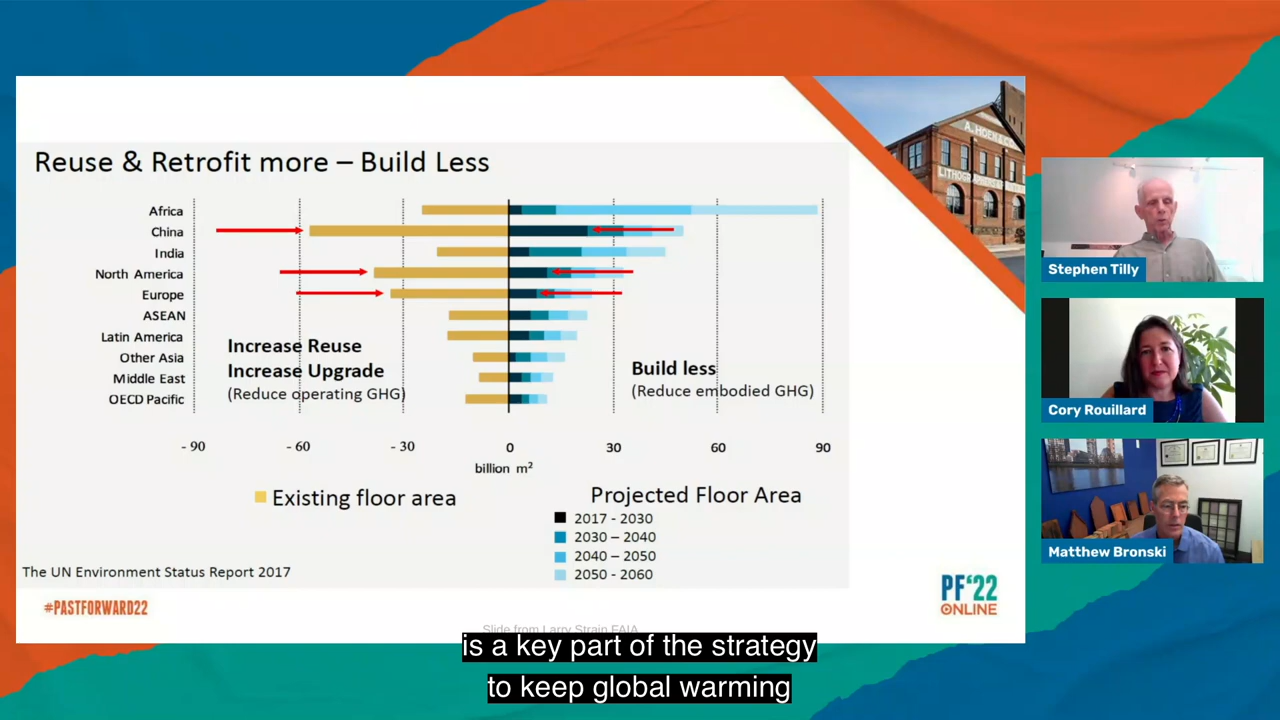 Reuse & Retrofit more – Build Less
Africa
China
India
North America
Europe
ASEAN
Latin America
Other Asia
Middle East
OECD Pacific
Increase Reuse
Increase Upgrade
(Reduce operating GHG)
Build less
(Reduce embodied GHG)
- 90
- 60
- 30
0
30
60
90
billion m²
Existing floor area
Projected Floor Area
2017 - 2030
2030 – 2040
2040 – 2050
2050 - 2060
The UN Environment Status Report 2017
#PASTFORWARD22
PF'22
ONLINE
Slide from Larry Strain FAIA
A. HOEN & CO.
Stephen Tilly
Cory Rouillard
Matthew Bronski
is a key part of the strategy
to keep global warming